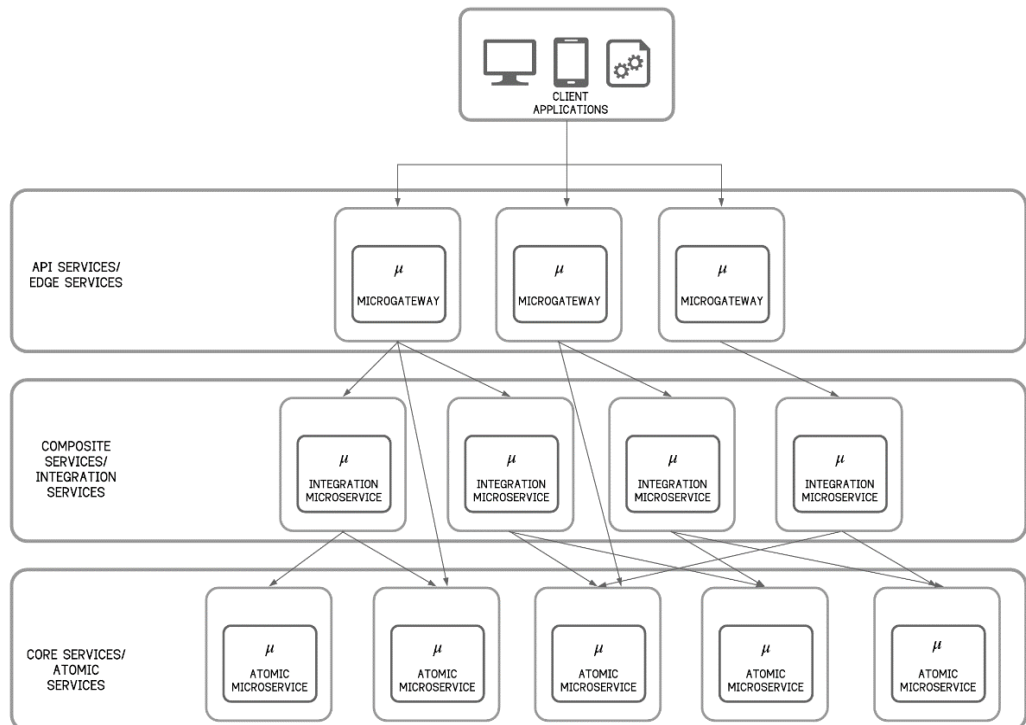 CLIENT
APPLICATIONS
API SERVICES/
EDGE SERVICES
μ
MICROGATEWAY
μ
MICROGATEWAY
μ
MICROGATEWAY
COMPOSITE
SERVICES/
INTEGRATION
SERVICES
μ
INTEGRATION
MICROSERVICE
μ
INTEGRATION
MICROSERVICE
μ
INTEGRATION
MICROSERVICE
μ
INTEGRATION
MICROSERVICE
CORE SERVICES/
ATOMIC
SERVICES
μ
ATOMIC
MICROSERVICE
μ
ATOMIC
MICROSERVICE
μ
ATOMIC
MICROSERVICE
μ
ATOMIC
MICROSERVICE
μ
ATOMIC
MICROSERVICE